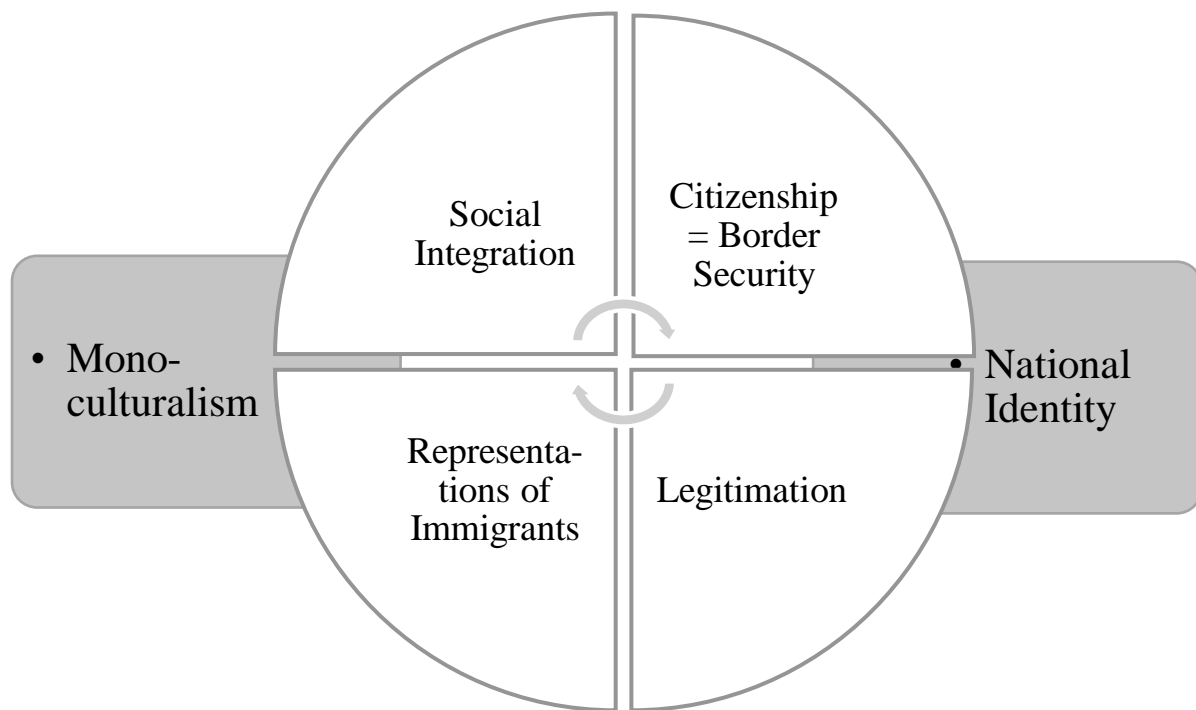 Social
Integration
Citizenship
= Border
Security
• Mono-
culturalism
• National
Identity
Representa-
tions of
Immigrants
Legitimation